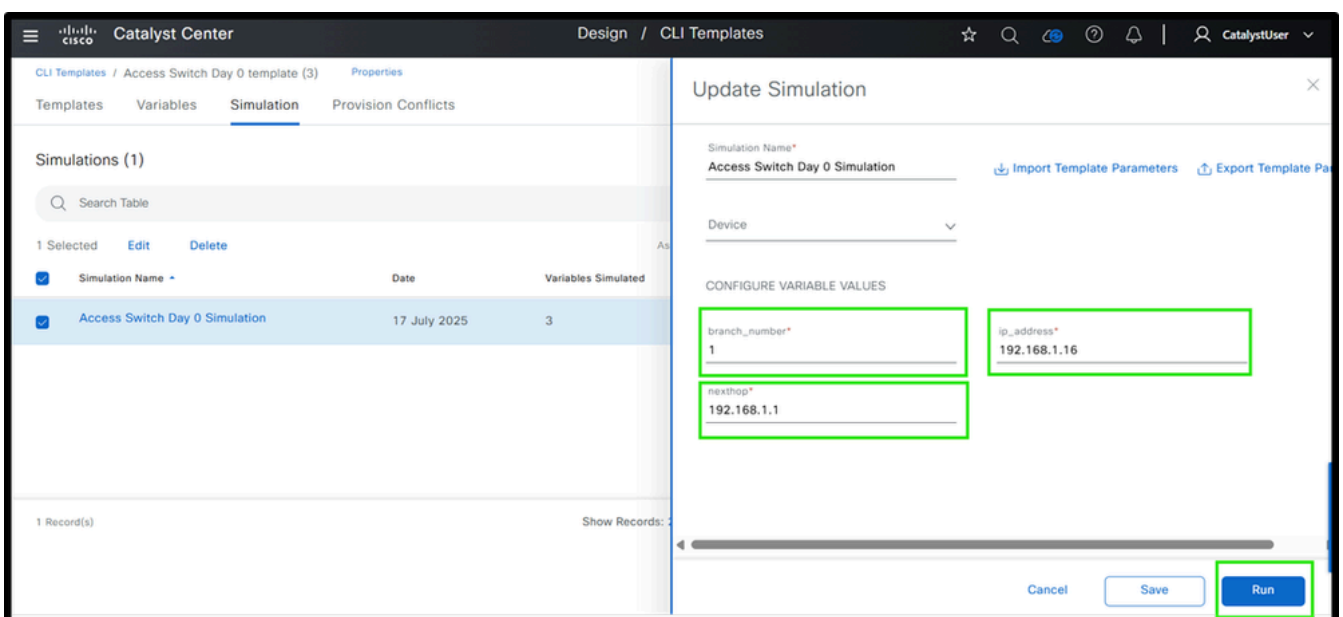 CISCO Catalyst Center Design / CLI Templates CatalystUser
CLI Templates / Access Switch Day 0 template (3) Properties
Templates Variables Simulation Provision Conflicts
Simulations (1)
Search Table
1 Selected Edit Delete As
Simulation Name Date Variables Simulated
Access Switch Day 0 Simulation 17 July 2025 3
1 Record(s) Show Records:
Update Simulation
Simulation Name*
Access Switch Day 0 Simulation Import Template Parameters Export Template Pa
Device
CONFIGURE VARIABLE VALUES
branch_number* ip_address*
1 192.168.1.16
nexthop*
192.168.1.1
Cancel Save Run